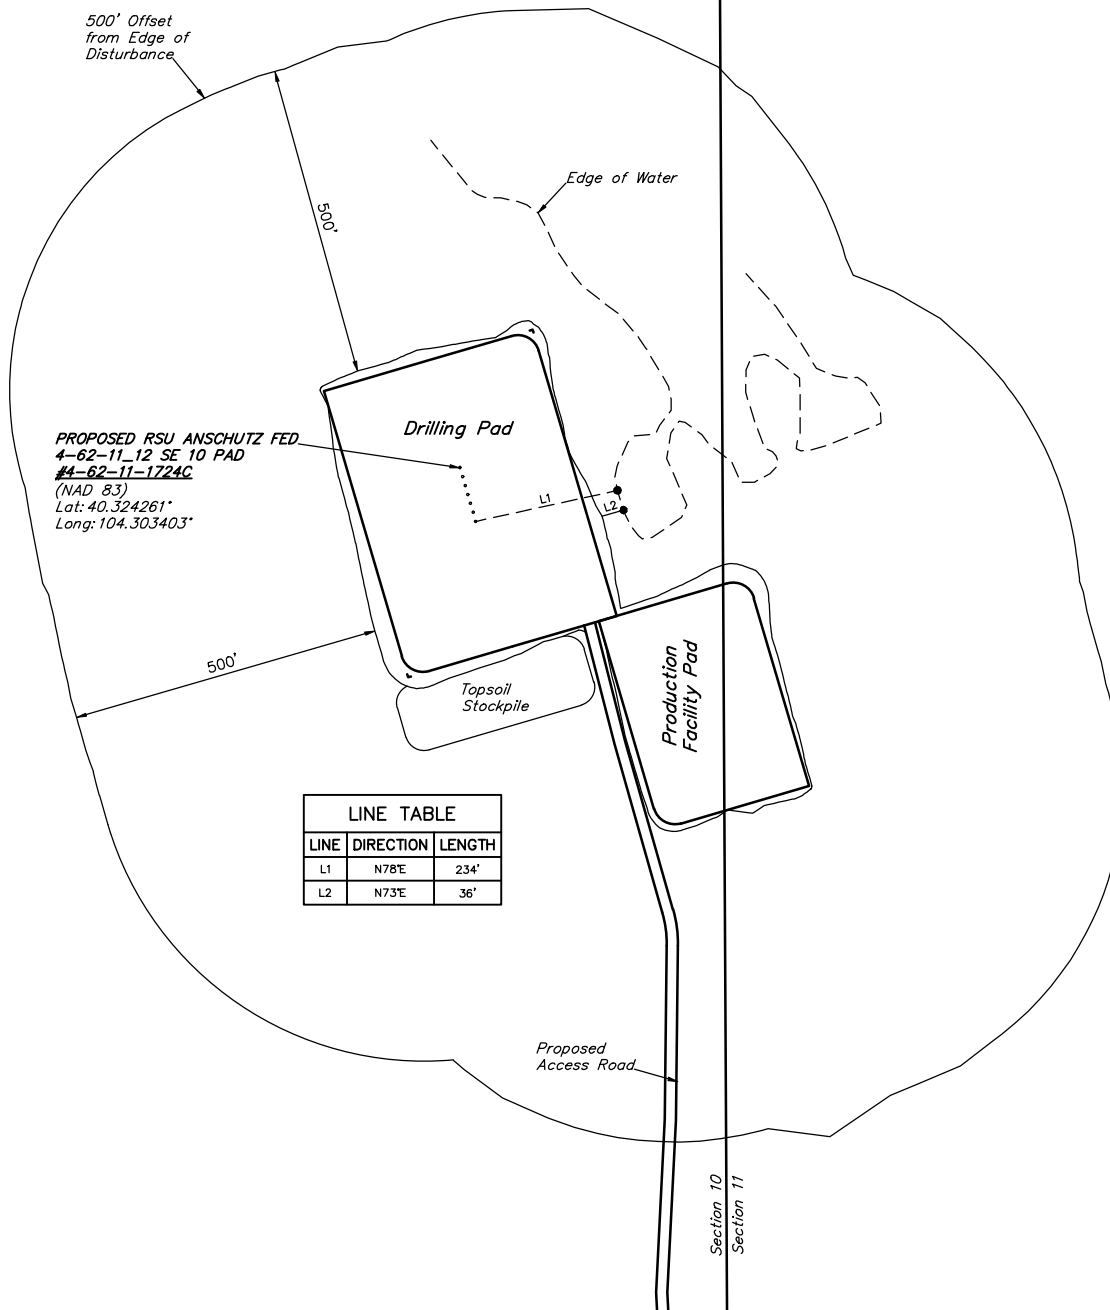 500' Offset
from Edge of
Disturbance
500'
Edge of Water
Drilling Pad
PROPOSED RSU ANSCHUTZ FED
4-62-11_12 SE 10 PAD
#4-62-11-1724C
(NAD 83)
Lat: 40.324261°
Long: 104.303403°
L1
L2
500'
Topsoil
Stockpile
Production
Facility Pad
LINE TABLE
LINE DIRECTION LENGTH
L1 N78°E 234'
L2 N73°E 36'
Proposed
Access Road
Section 10
Section 11